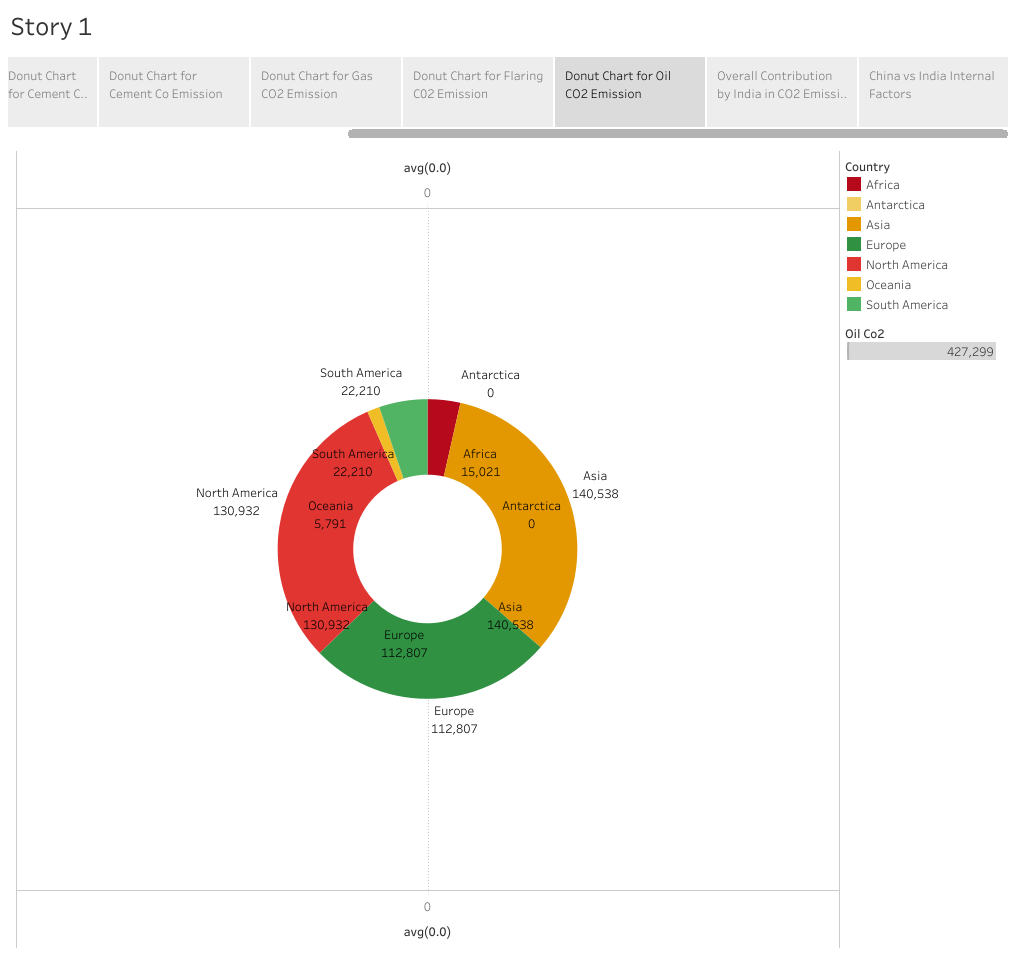 Story 1
Donut Chart
for Cement C..
Donut Chart for
Cement Co Emission
Donut Chart for Gas
CO2 Emission
Donut Chart for Flaring
C02 Emission
Donut Chart for Oil
CO2 Emission
Overall Contribution
by India in CO2 Emissi..
China vs India Internal
Factors
avg(0.0)
0
Country
Africa
Antarctica
Asia
Europe
North America
Oceania
South America
Oil Co2
427,299
South America
22,210
Antarctica
0
South America
22,210
Africa
15,021
Asia
140,538
North America
130,932
Oceania
5,791
Antarctica
0
North America
130,932
Asia
140,538
Europe
112,807
Europe
112,807
0
avg(0.0)